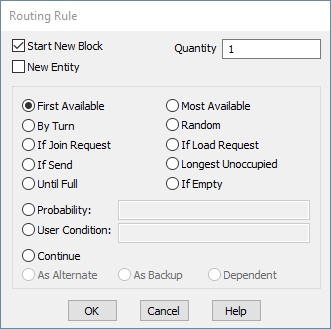 Routing Rule
Start New Block Quantity 1
New Entity
First Available Most Available
By Turn Random
If Join Request If Load Request
If Send Longest Unoccupied
Until Full If Empty
Probability:
User Condition:
Continue
As Alternate As Backup Dependent
OK Cancel Help